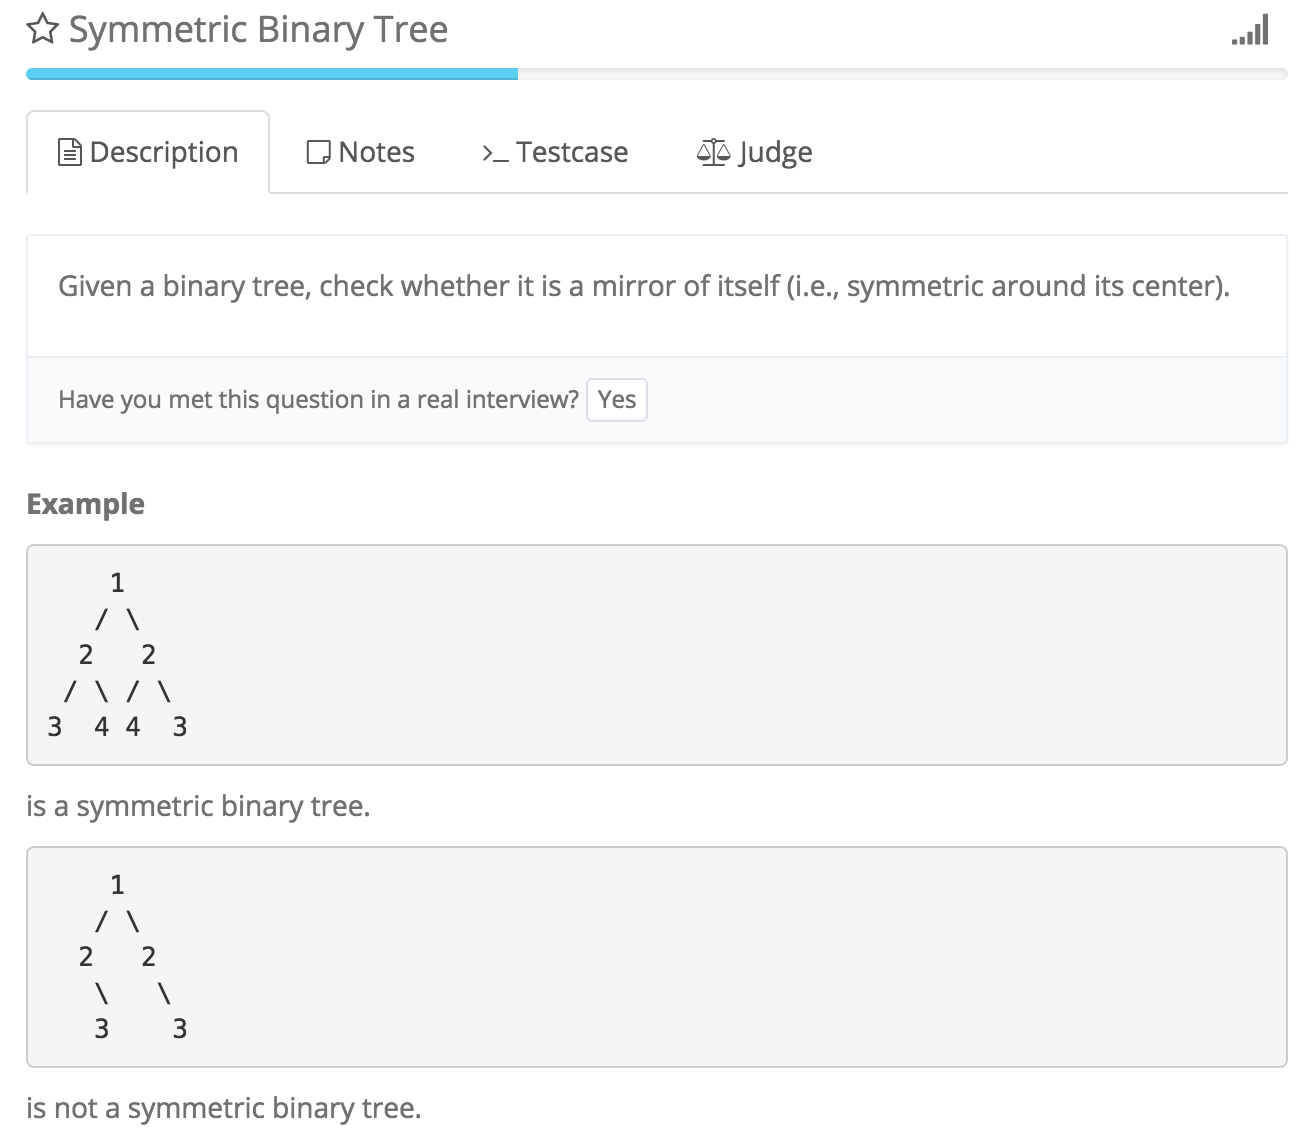 Symmetric Binary Tree
Description Notes >_ Testcase Judge
Given a binary tree, check whether it is a mirror of itself (i.e., symmetric around its center).
Have you met this question in a real interview? Yes
Example
    1
   / \
  2   2
 / \ / \
3  4 4  3
is a symmetric binary tree.
    1
   / \
  2   2
   \   \
   3    3
is not a symmetric binary tree.